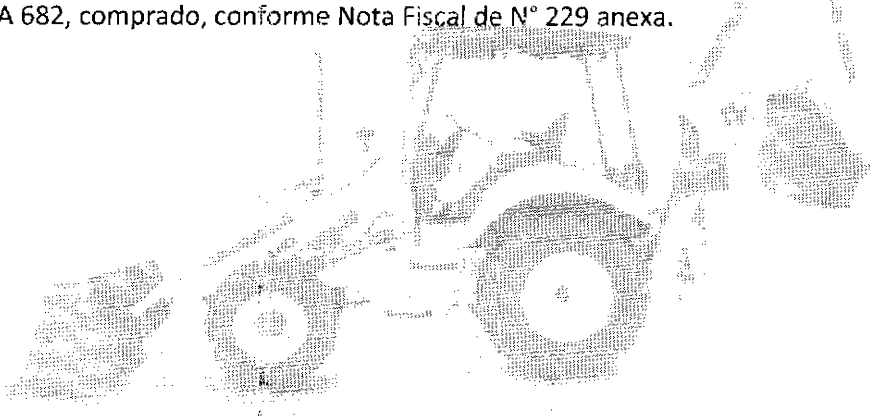 A 682, comprado, conforme Nota Fiscal de N° 229 anexa.